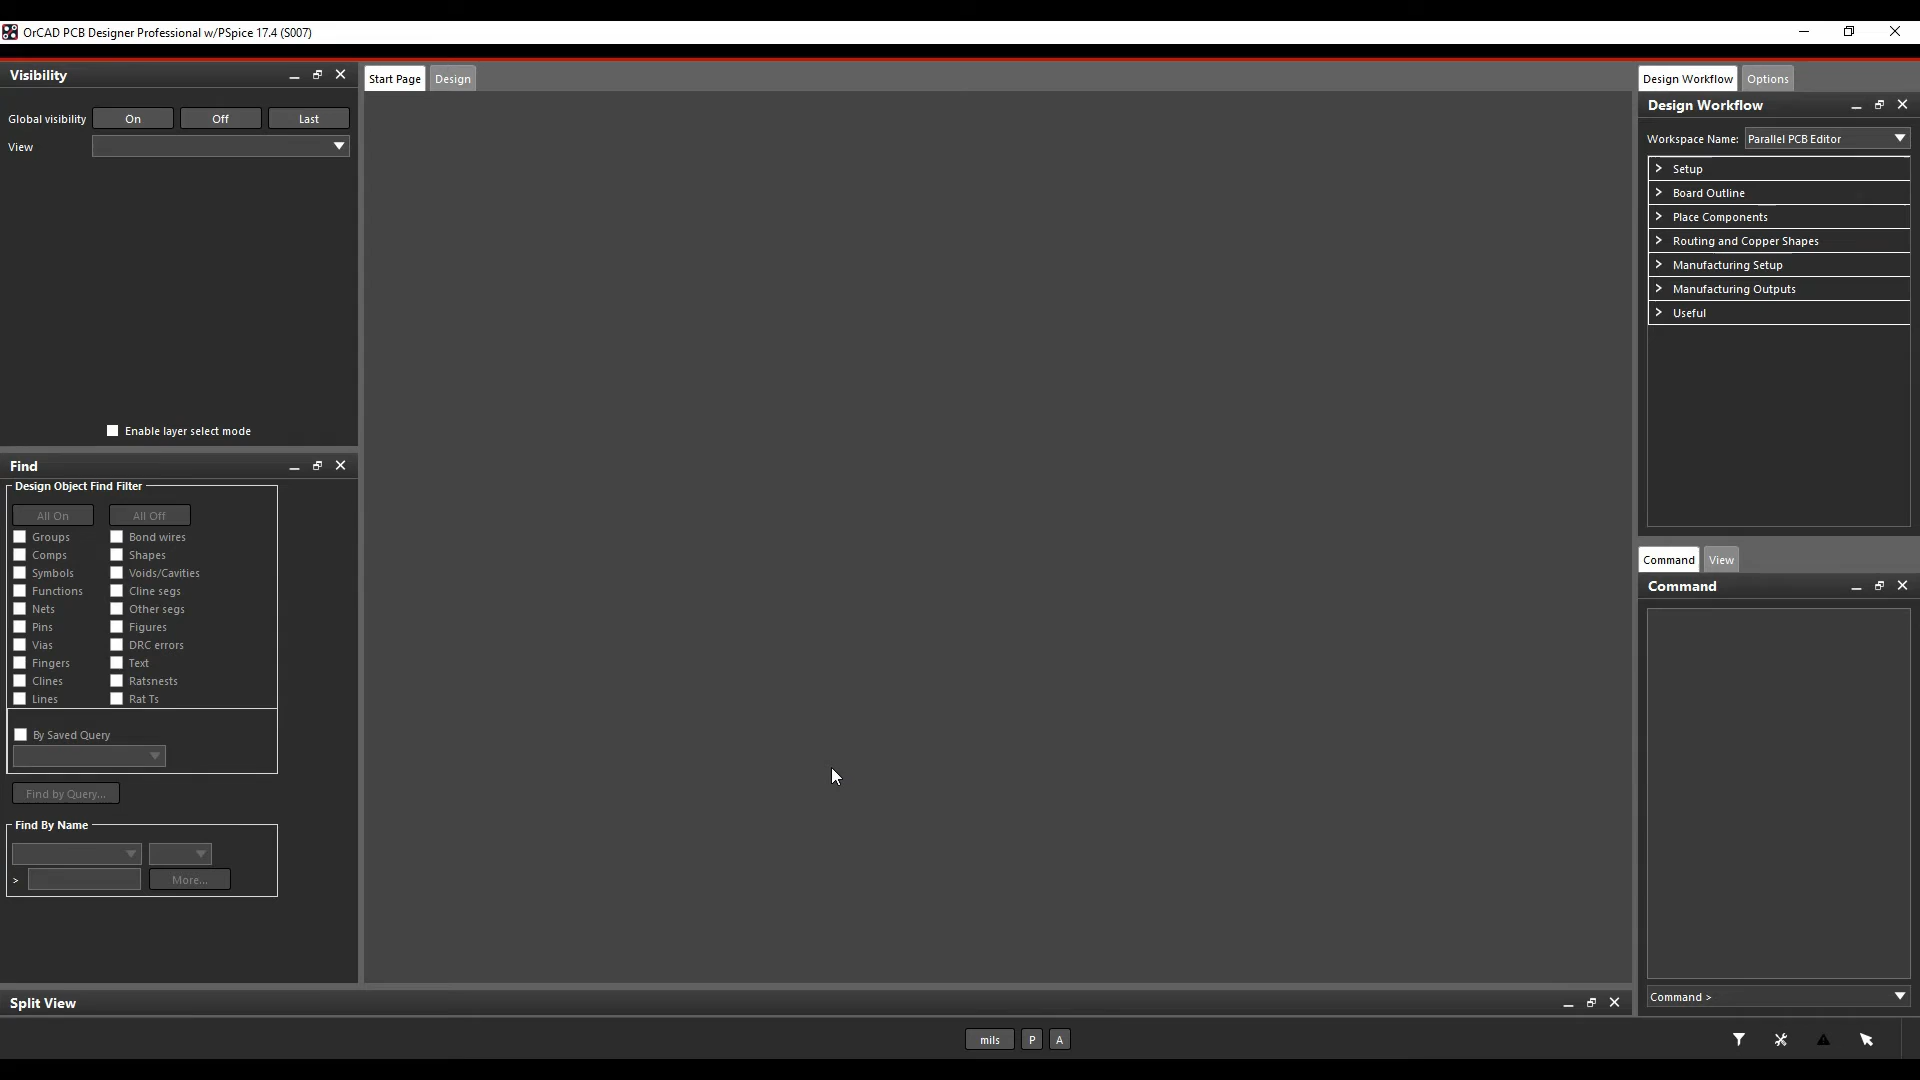 OrCAD PCB Designer Professional w/PSpice 17.4 (S007)
Visibility
Global visibility On Off Last
View
Enable layer select mode
Find
Design Object Find Filter
All On All Off
Groups Bond wires
Comps Shapes
Symbols Voids/Cavities
Functions Cline segs
Nets Other segs
Pins Figures
Vias DRC errors
Fingers Text
Clines Ratsnests
Lines Rat Ts
By Saved Query
Find by Query...
Find By Name
> More...
Start Page Design
Design Workflow Options
Design Workflow
Workspace Name: Parallel PCB Editor
> Setup
> Board Outline
> Place Components
> Routing and Copper Shapes
> Manufacturing Setup
> Manufacturing Outputs
> Useful
Command View
Command
Command >
Split View
mils P A